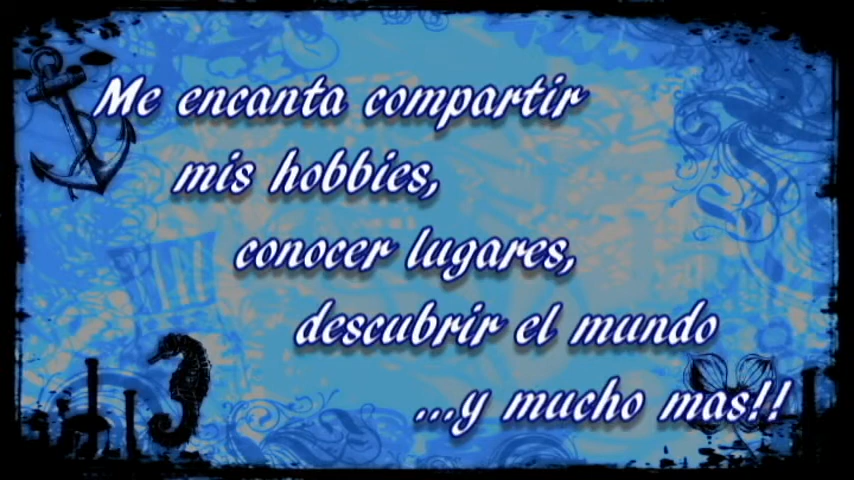 Me encanta compartir
mis hobbies,
conocer lugares,
descubrir el mundo
...y mucho mas!!